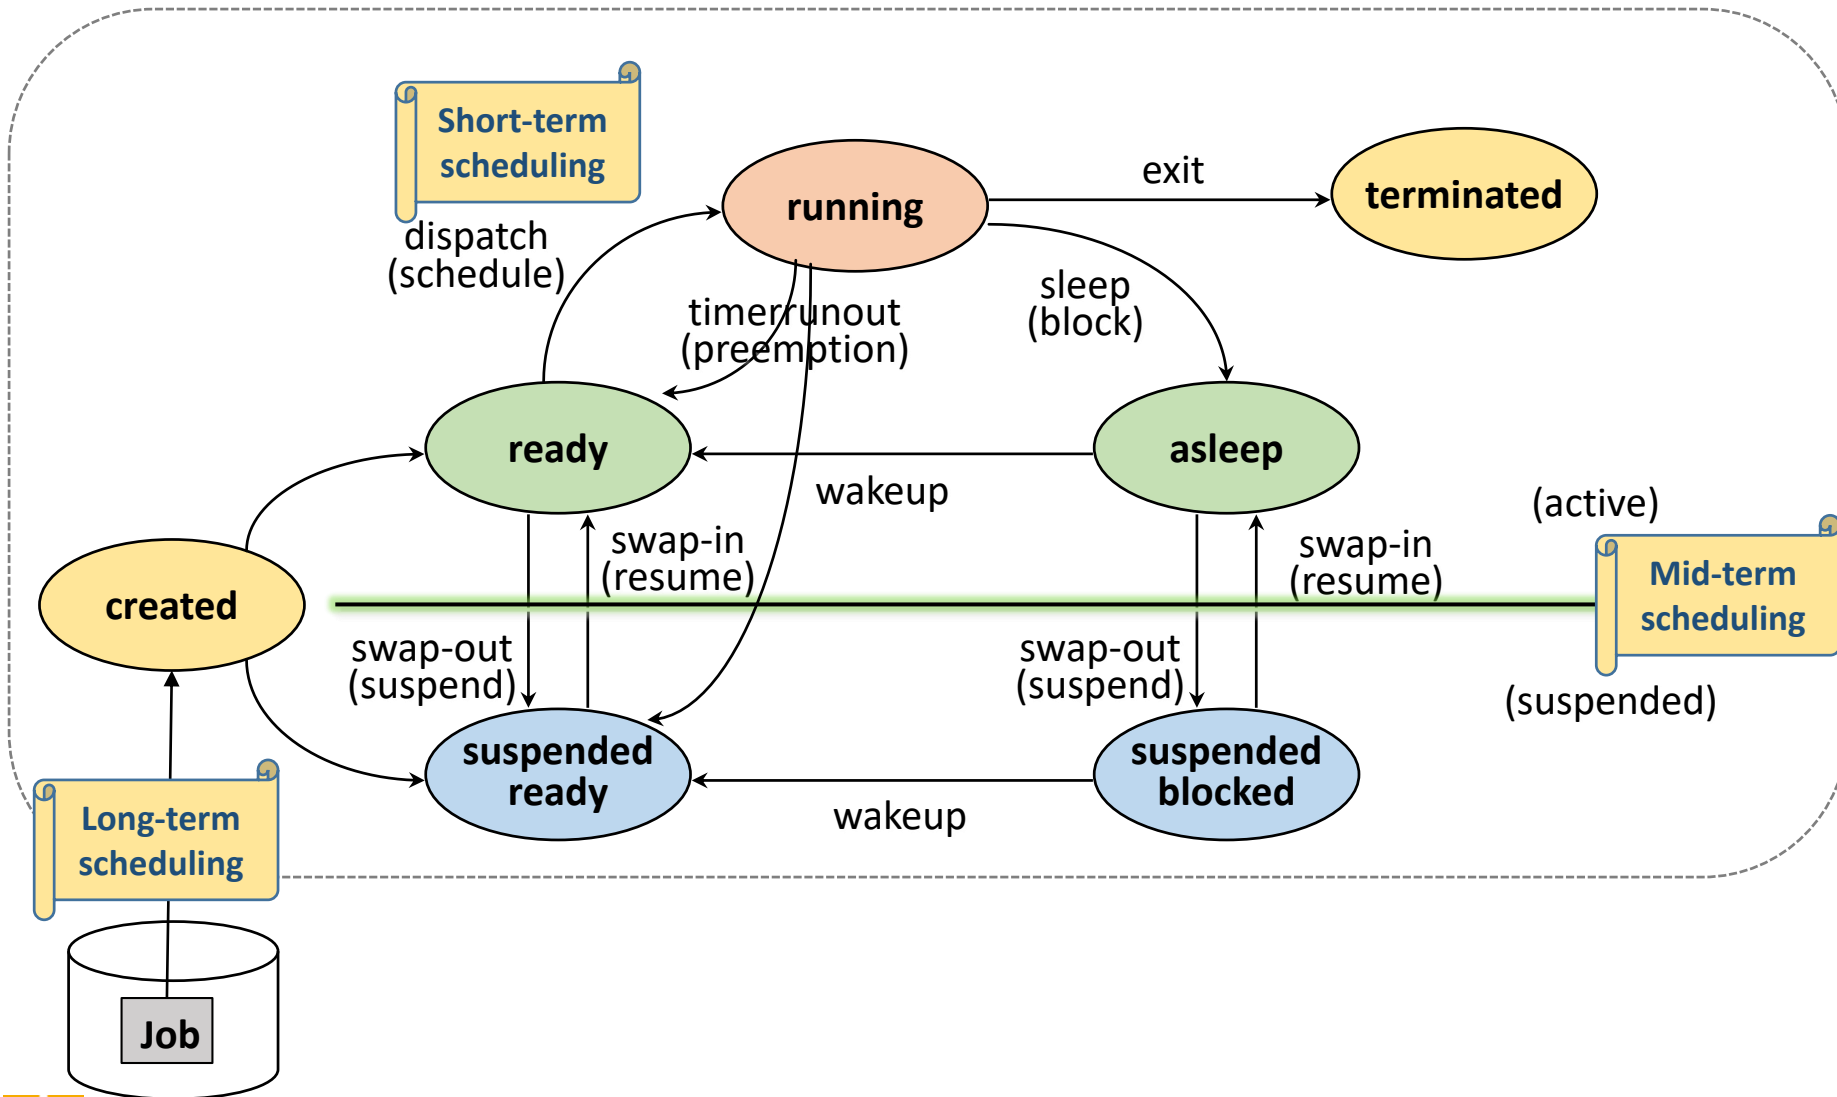 Short-term
scheduling
dispatch
(schedule)
running
exit
terminated
timerrunout
(preemption)
sleep
(block)
ready
asleep
wakeup
(active)
swap-in
(resume)
swap-in
(resume)
Mid-term
scheduling
created
swap-out
(suspend)
swap-out
(suspend)
(suspended)
suspended
ready
suspended
blocked
wakeup
Long-term
scheduling
Job